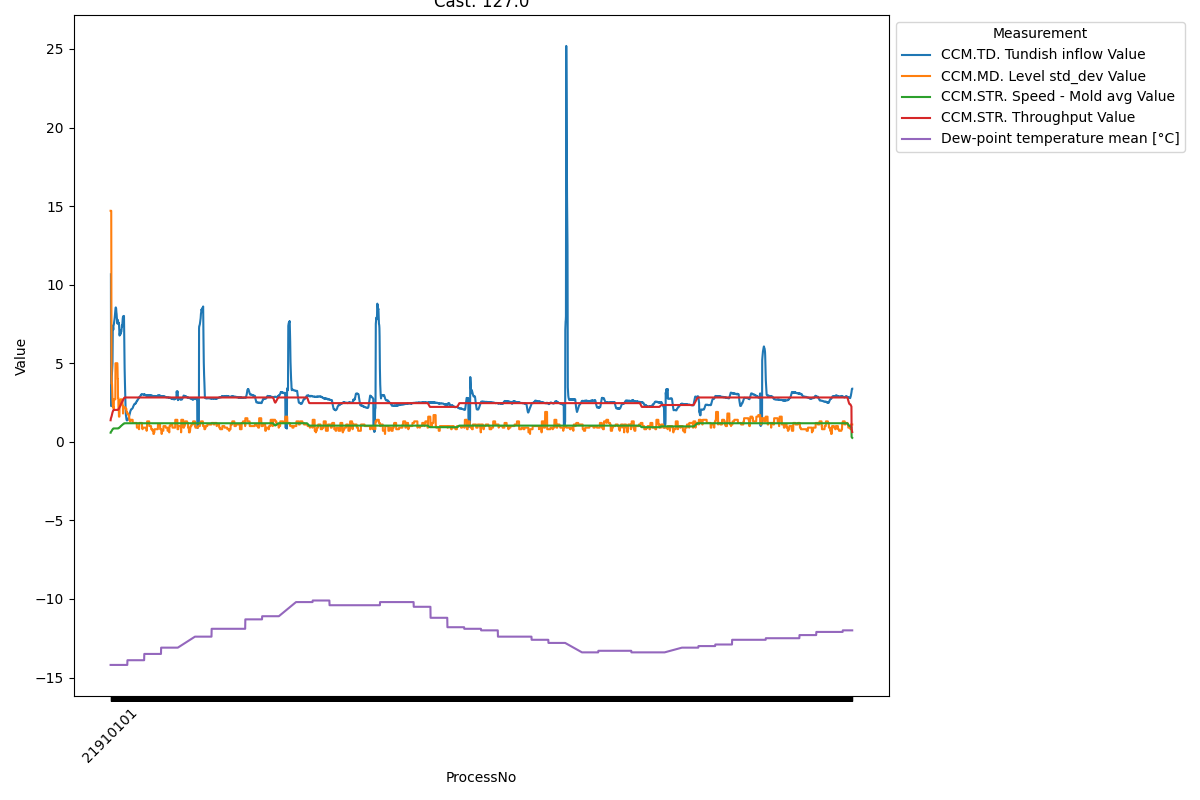 Cast: 127.0
Measurement
CCM.TD. Tundish inflow Value
CCM.MD. Level std_dev Value
CCM.STR. Speed - Mold avg Value
CCM.STR. Throughput Value
Dew-point temperature mean [°C]
25
20
15
10
5
0
−5
−10
−15
Value
21910101
ProcessNo